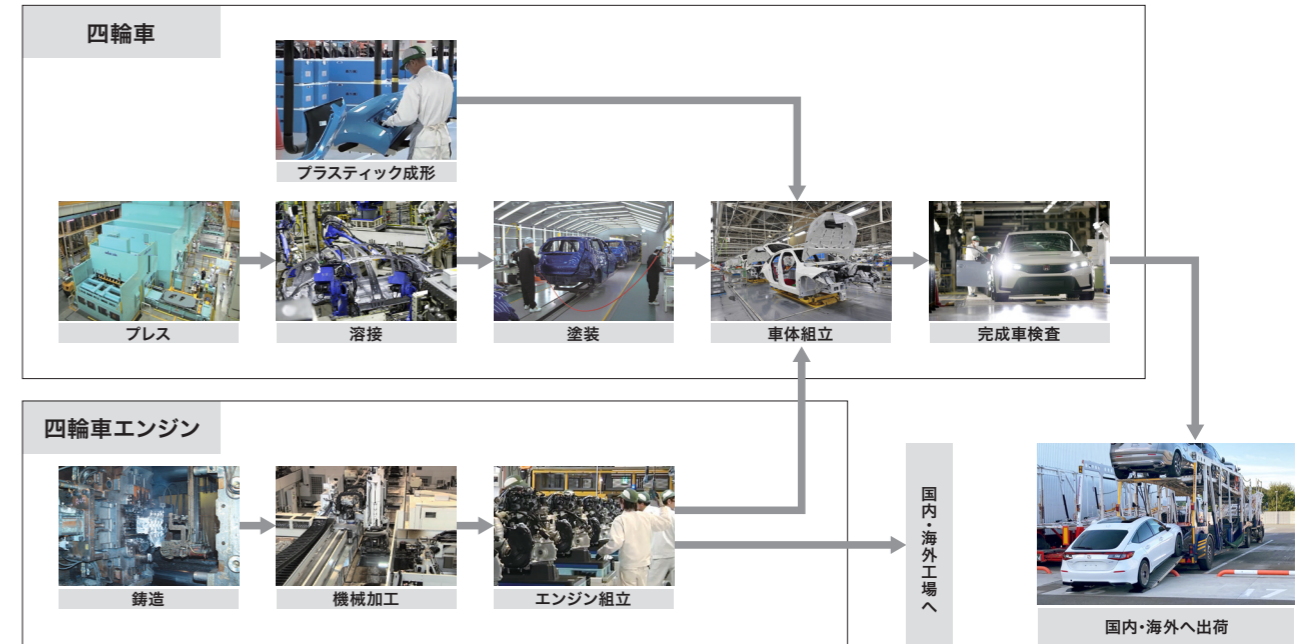 四輪車
プラスティック成形
プレス
溶接
塗装
車体組立
完成車検査
四輪車エンジン
鋳造
機械加工
エンジン組立
国内・海外工場へ
国内・海外へ出荷